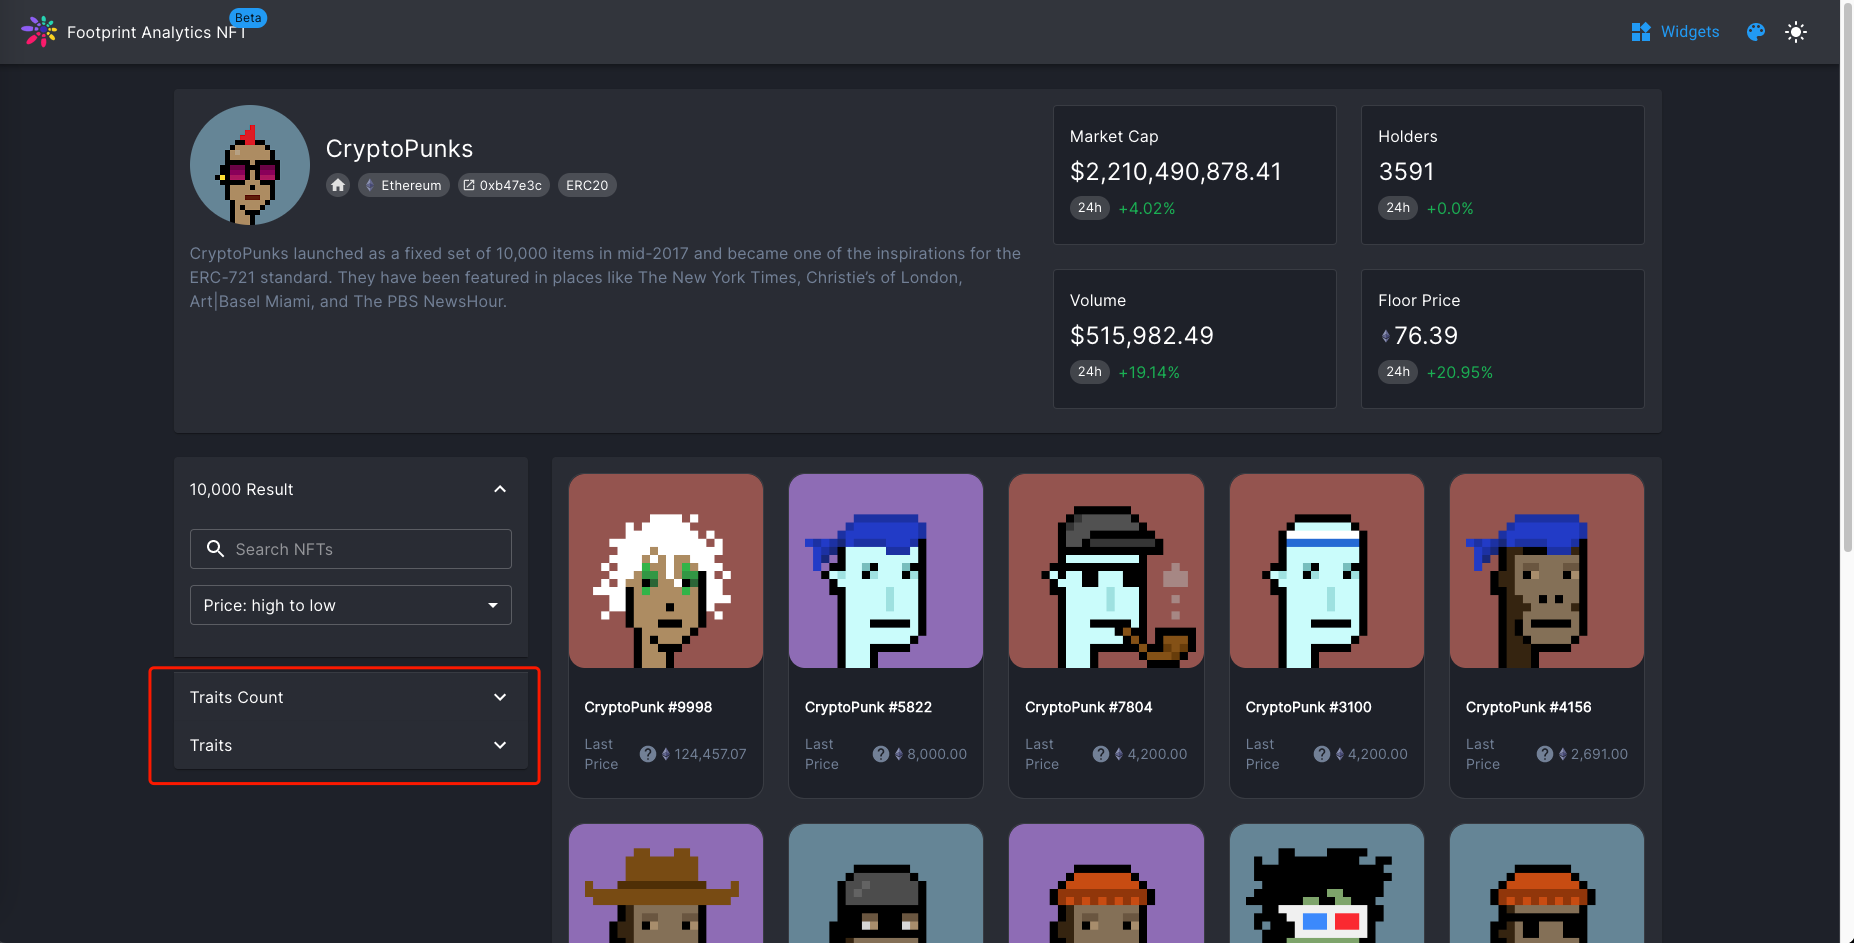 Footprint Analytics NFT
Beta
Widgets
CryptoPunks
Ethereum
0xb47e3c
ERC20
CryptoPunks launched as a fixed set of 10,000 items in mid-2017 and became one of the inspirations for the
ERC-721 standard. They have been featured in places like The New York Times, Christie’s of London,
Art|Basel Miami, and The PBS NewsHour.
Market Cap
$2,210,490,878.41
24h +4.02%
Holders
3591
24h +0.0%
Volume
$515,982.49
24h +19.14%
Floor Price
76.39
24h +20.95%
10,000 Result
Search NFTs
Price: high to low
Traits Count
Traits
CryptoPunk #9998
Last
Price
? 124,457.07
CryptoPunk #5822
Last
Price
? 8,000.00
CryptoPunk #7804
Last
Price
? 4,200.00
CryptoPunk #3100
Last
Price
? 4,200.00
CryptoPunk #4156
Last
Price
? 2,691.00